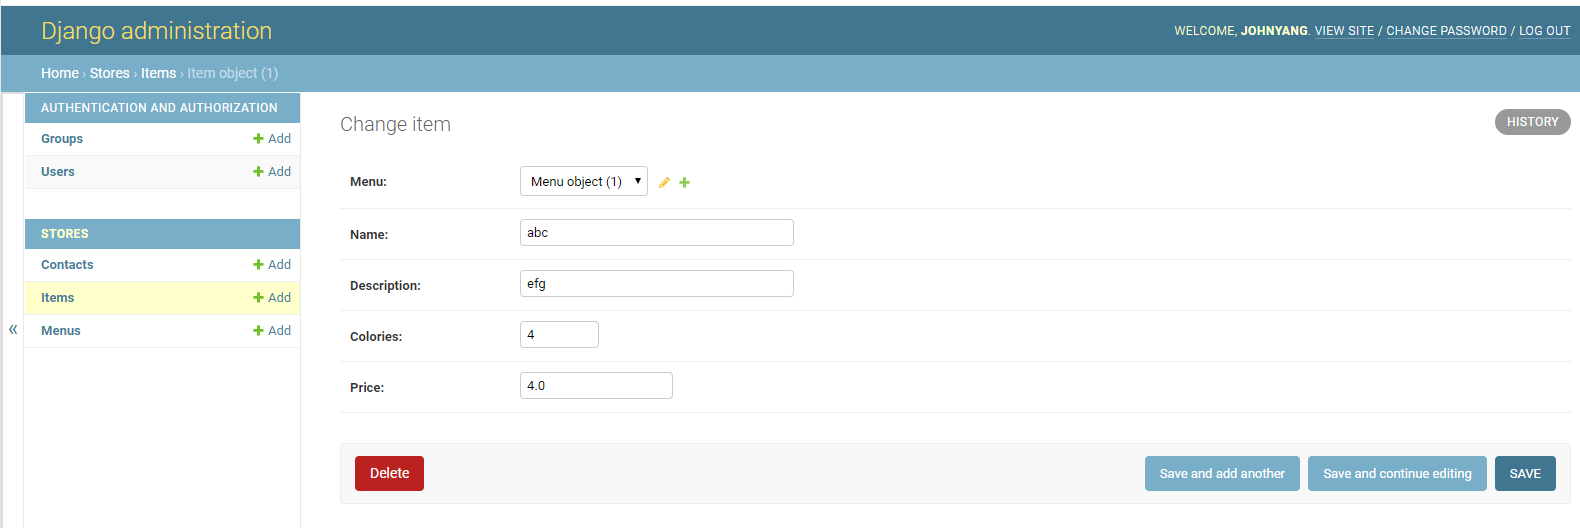 Django administration
WELCOME, JOHNYANG. VIEW SITE / CHANGE PASSWORD / LOG OUT
Home › Stores › Items › Item object (1)
AUTHENTICATION AND AUTHORIZATION
Groups + Add
Users + Add
STORES
Contacts + Add
Items + Add
Menus + Add
«
Change item
HISTORY
Menu: Menu object (1)
Name: abc
Description: efg
Colories: 4
Price: 4.0
Delete
Save and add another
Save and continue editing
SAVE